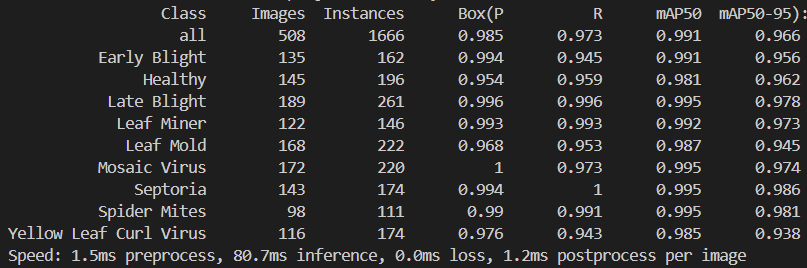 Class Images Instances Box(P R mAP50 mAP50-95):
all 508 1666 0.985 0.973 0.991 0.966
Early Blight 135 162 0.994 0.945 0.991 0.956
Healthy 145 196 0.954 0.959 0.981 0.962
Late Blight 189 261 0.996 0.996 0.995 0.978
Leaf Miner 122 146 0.993 0.993 0.992 0.973
Leaf Mold 168 222 0.968 0.953 0.987 0.945
Mosaic Virus 172 220 1 0.973 0.995 0.974
Septoria 143 174 0.994 1 0.995 0.986
Spider Mites 98 111 0.99 0.991 0.995 0.981
Yellow Leaf Curl Virus 116 174 0.976 0.943 0.985 0.938
Speed: 1.5ms preprocess, 80.7ms inference, 0.0ms loss, 1.2ms postprocess per image